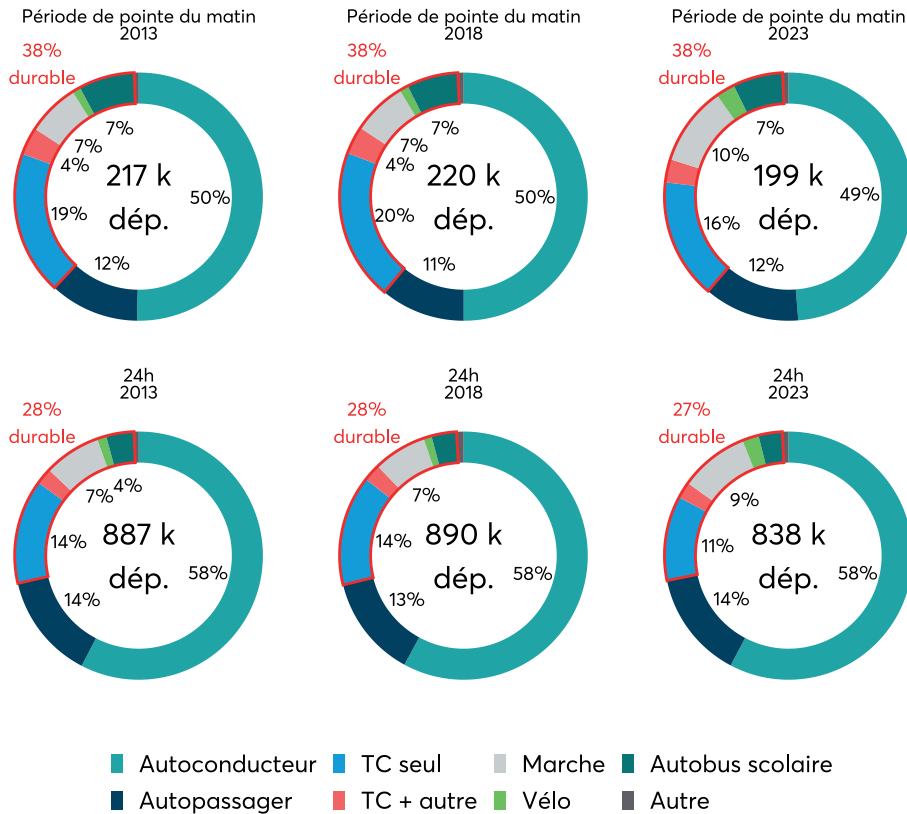 Période de pointe du matin
2013
38%
durable
7%
7%
4%
19%
12%
50%
217 k
dép.
Période de pointe du matin
2018
38%
durable
7%
7%
4%
20%
11%
50%
220 k
dép.
Période de pointe du matin
2023
38%
durable
7%
10%
16%
12%
49%
199 k
dép.
24h
2013
28%
durable
4%
7%
14%
14%
58%
887 k
dép.
24h
2018
28%
durable
7%
14%
13%
58%
890 k
dép.
24h
2023
27%
durable
9%
11%
14%
58%
838 k
dép.
Autoconducteur
TC seul
Marche
Autobus scolaire
Autopassager
TC + autre
Vélo
Autre